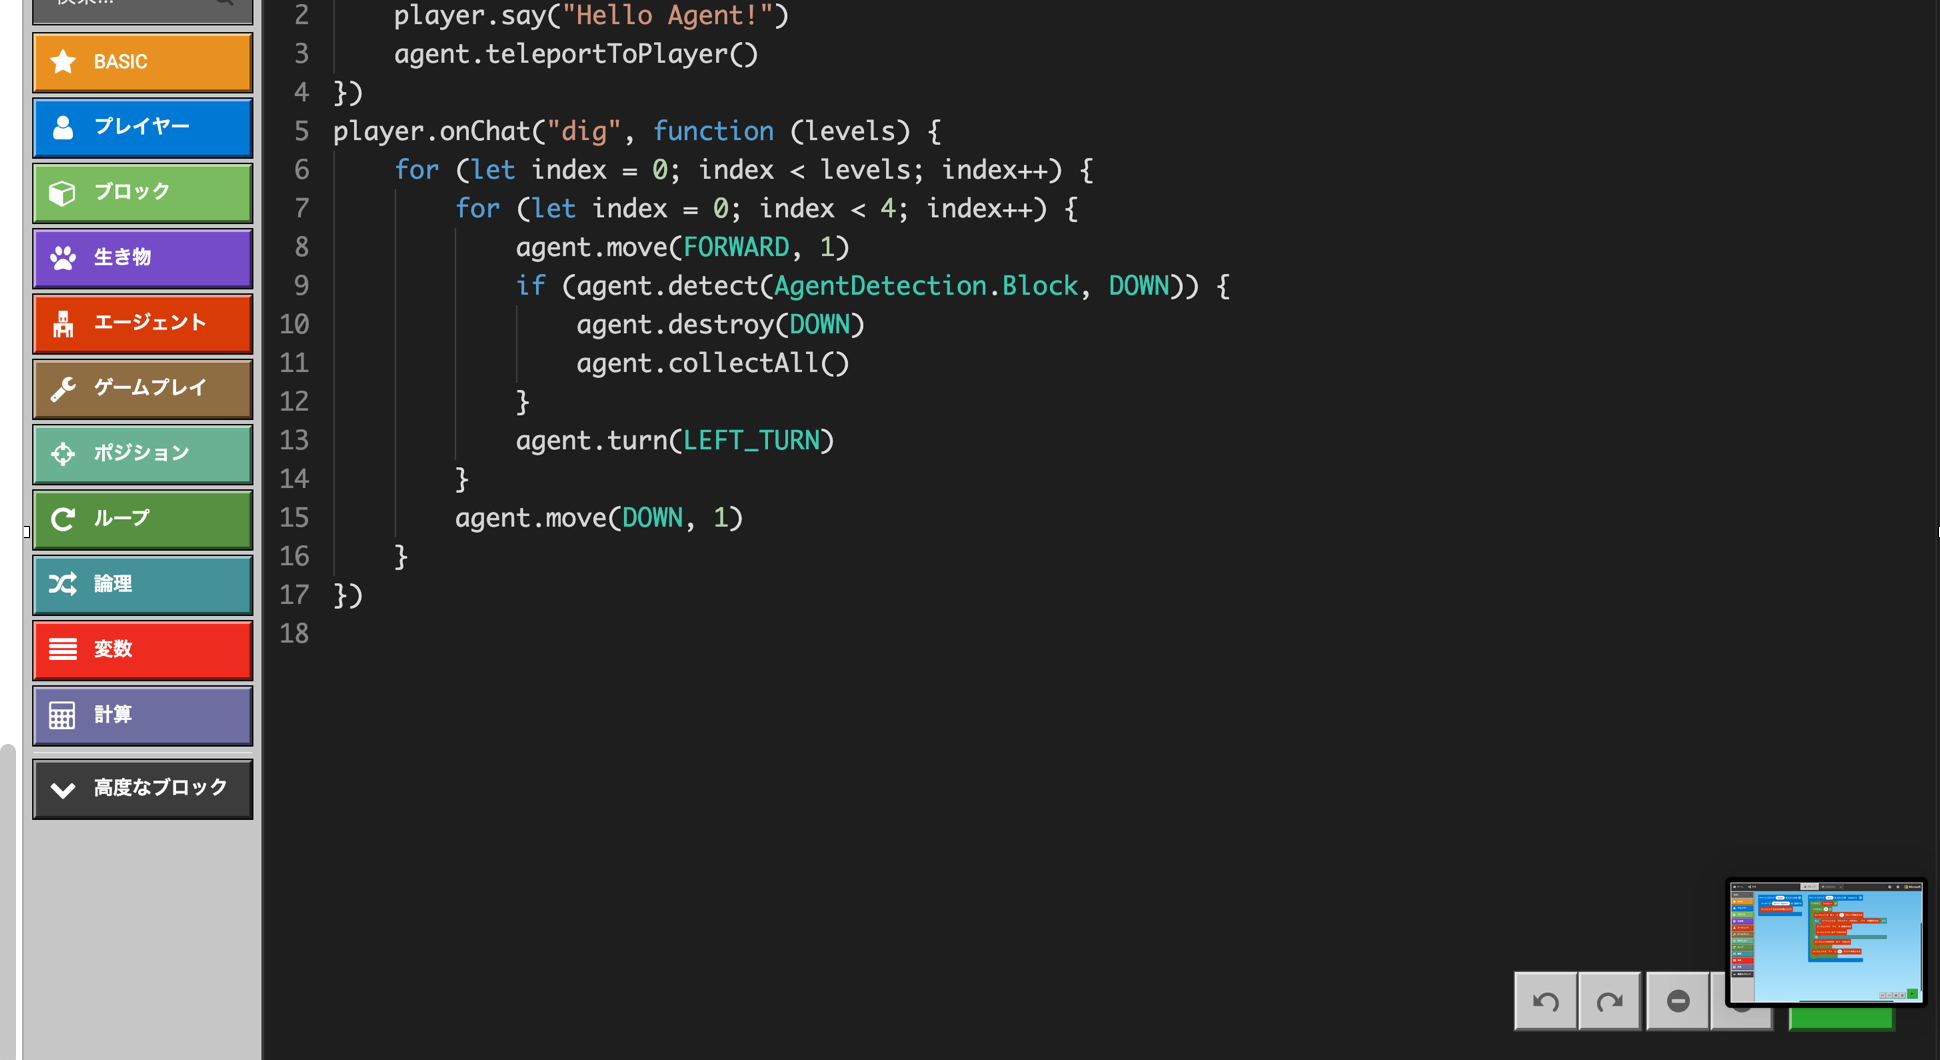 BASIC
プレイヤー
ブロック
生き物
エージェント
ゲームプレイ
ポジション
ループ
論理
変数
計算
高度なブロック
2 player.say("Hello Agent!")
3 agent.teleportToPlayer()
4 })
5 player.onChat("dig", function (levels) {
6 for (let index = 0; index < levels; index++) {
7 for (let index = 0; index < 4; index++) {
8 agent.move(FORWARD, 1)
9 if (agent.detect(AgentDetection.Block, DOWN)) {
10 agent.destroy(DOWN)
11 agent.collectAll()
12 }
13 agent.turn(LEFT_TURN)
14 }
15 agent.move(DOWN, 1)
16 }
17 })
18